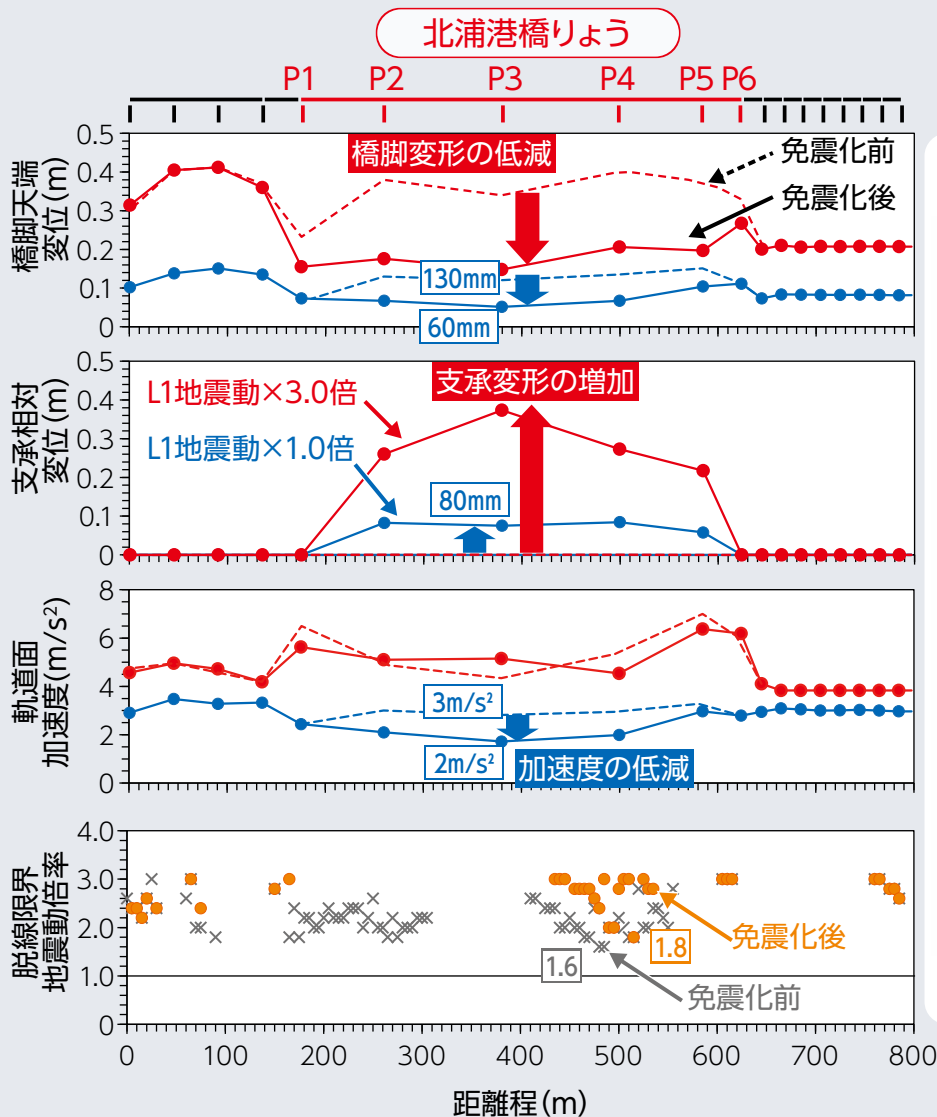 北浦港橋りょう
P1 P2 P3 P4 P5 P6
橋脚天端
変位(m)
0.5
0.4
0.3
0.2
0.1
0
橋脚変形の低減
免震化前
免震化後
130mm
60mm
支承相対
変位(m)
0.5
0.4
0.3
0.2
0.1
0
支承変形の増加
L1地震動×3.0倍
L1地震動×1.0倍
80mm
軌道面
加速度(m/s²)
8
6
4
2
0
3m/s²
2m/s²
加速度の低減
脱線限界
地震動倍率
4.0
3.0
2.0
1.0
0
免震化後
1.8
1.6
免震化前
0 100 200 300 400 500 600 700 800
距離程(m)